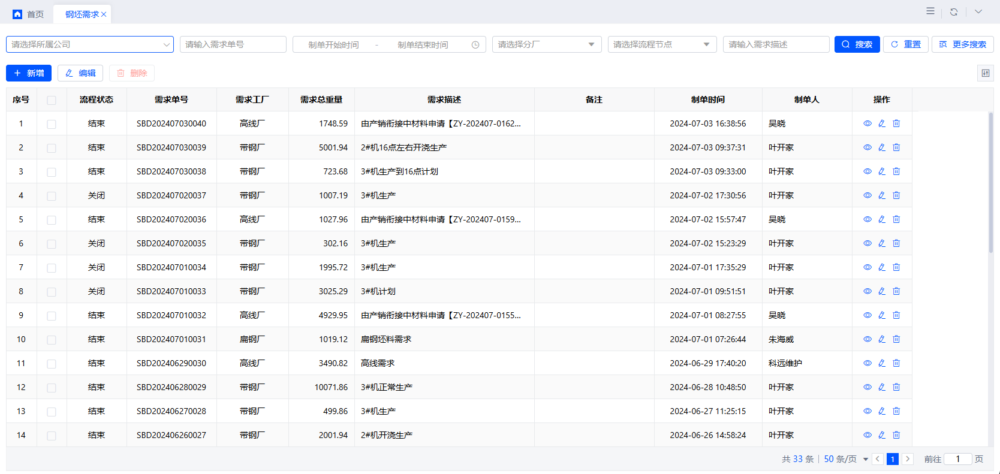 首页 钢坯需求
请选择所属公司 请输入需求单号 制单开始时间 - 制单结束时间 请选择分厂 请选择流程节点 请输入需求描述 搜索 重置 更多搜索
新增 编辑 删除
序号 流程状态 需求单号 需求工厂 需求总重量 需求描述 备注 制单时间 制单人 操作
1 结束 SBD202407030040 高线厂 1748.59 由产销衔接中材料申请【ZY-202407-0162... 2024-07-03 16:38:56 吴晓
2 结束 SBD202407030039 带钢厂 5001.94 2#机16点左右开浇生产 2024-07-03 09:37:31 叶开家
3 结束 SBD202407030038 带钢厂 723.68 3#机生产到16点计划 2024-07-03 09:33:00 叶开家
4 关闭 SBD202407020037 带钢厂 1007.19 3#机生产 2024-07-02 17:30:56 叶开家
5 结束 SBD202407020036 高线厂 1027.96 由产销衔接中材料申请【ZY-202407-0159... 2024-07-02 15:57:47 吴晓
6 关闭 SBD202407020035 带钢厂 302.16 3#机生产 2024-07-02 15:23:29 叶开家
7 关闭 SBD202407010034 带钢厂 1995.72 3#机生产 2024-07-01 17:35:29 叶开家
8 关闭 SBD202407010033 带钢厂 3025.29 3#机计划 2024-07-01 09:51:51 叶开家
9 结束 SBD202407010032 高线厂 4929.95 由产销衔接中材料申请【ZY-202407-0155... 2024-07-01 08:27:55 吴晓
10 结束 SBD202407010031 扁钢厂 1019.12 扁钢坯料需求 2024-07-01 07:26:44 朱海威
11 结束 SBD202406290030 高线厂 3490.82 高线需求 2024-06-29 17:40:20 科远维护
12 结束 SBD202406280029 带钢厂 10071.86 3#机正常生产 2024-06-28 10:48:50 叶开家
13 结束 SBD202406270028 带钢厂 499.86 3#机生产 2024-06-27 11:25:15 叶开家
14 结束 SBD202406260027 带钢厂 2001.94 2#机开浇生产 2024-06-26 14:58:24 叶开家
共 33 条 50 条/页 1 前往 1 页